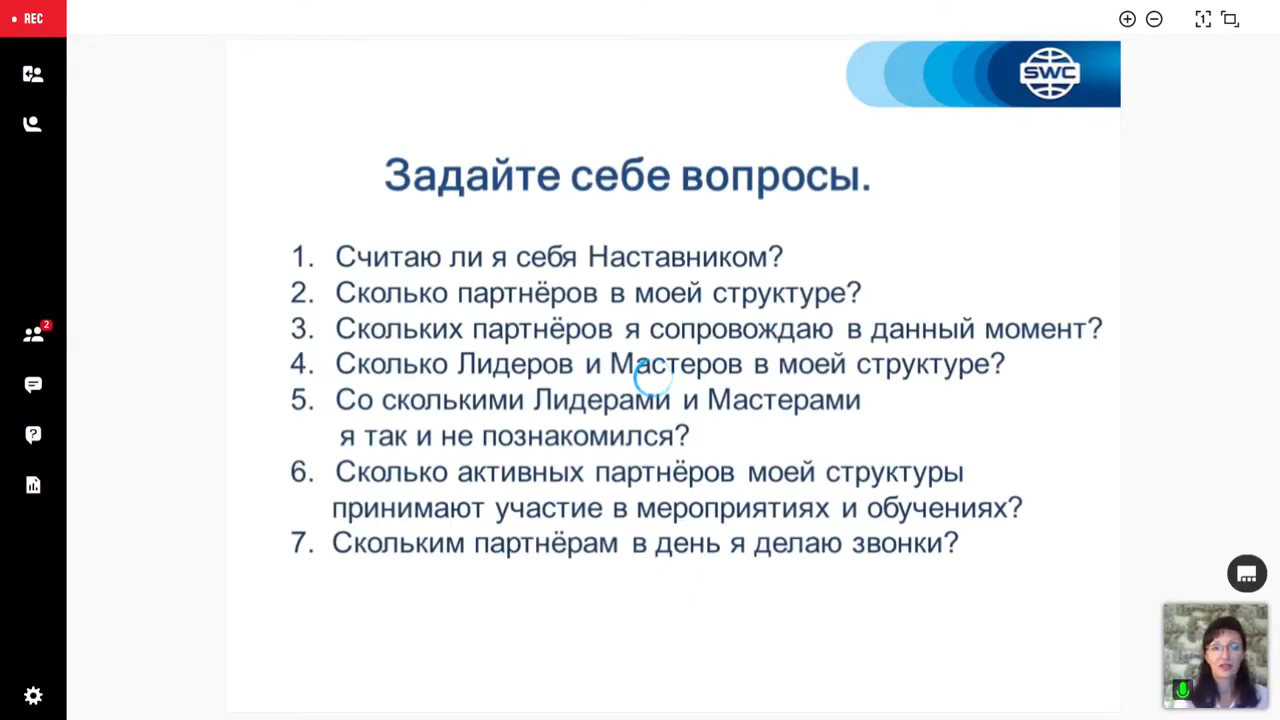 REC
1
SWC
Задайте себе вопросы.
1. Считаю ли я себя Наставником?
2. Сколько партнёров в моей структуре?
3. Скольких партнёров я сопровождаю в данный момент?
4. Сколько Лидеров и Мастеров в моей структуре?
5. Со сколькими Лидерами и Мастерами
я так и не познакомился?
6. Сколько активных партнёров моей структуры
принимают участие в мероприятиях и обучениях?
7. Скольким партнёрам в день я делаю звонки?
2